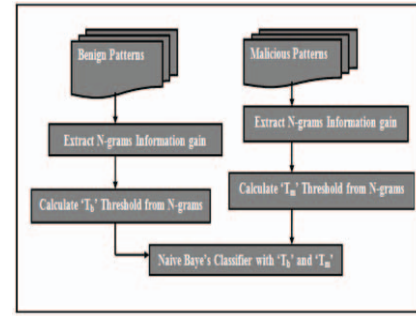 Benign Patterns
Malicious Patterns
Extract N-grams Information gain
Extract N-grams Information gain
Calculate 'Tb' Threshold from N-grams
Calculate 'Tm' Threshold from N-grams
Naive Baye's Classifier with 'Tb' and 'Tm'